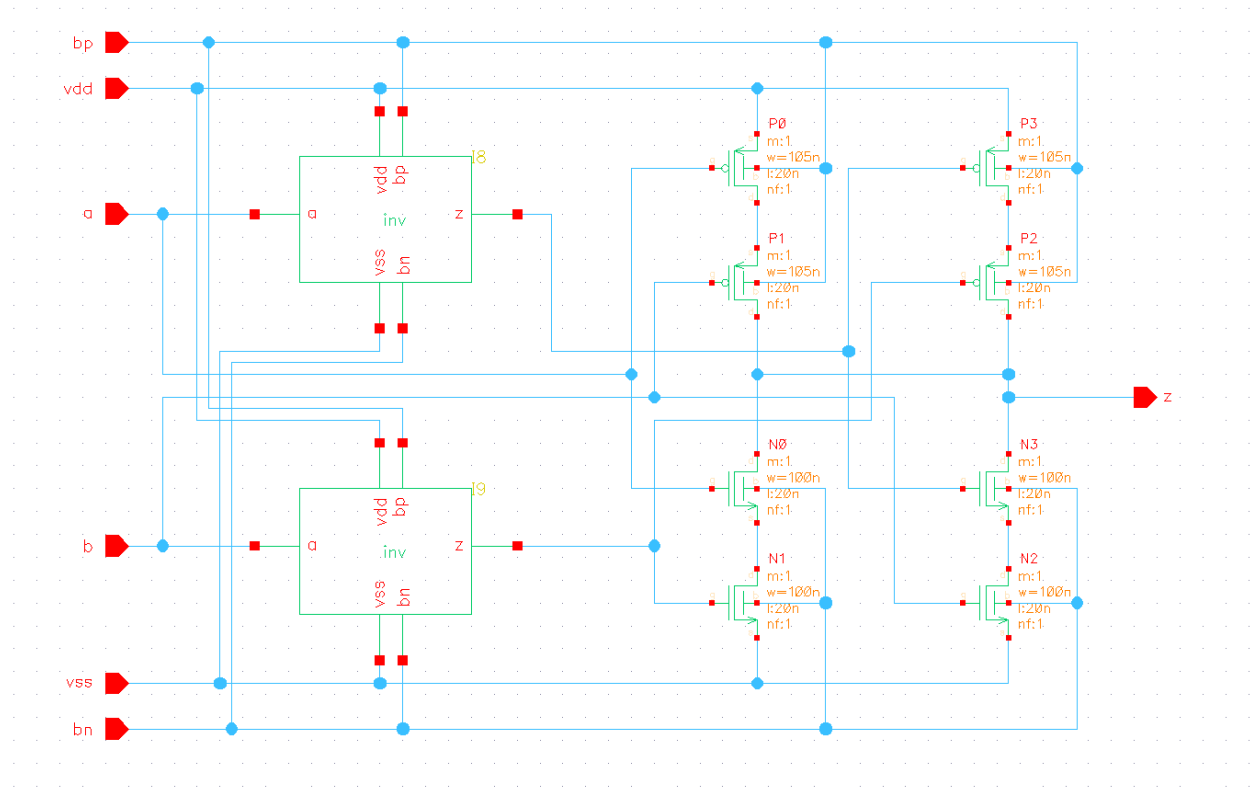 bp
vdd
a
b
vss
bn
I8
vdd
bp
a
inv
z
vss
bn
I9
vdd
bp
a
inv
z
vss
bn
P0
m:1
w=105n
l:20n
nf:1
P3
m:1
w=105n
l:20n
nf:1
P1
m:1
w=105n
l:20n
nf:1
P2
m:1
w=105n
l:20n
nf:1
z
N0
m:1
w=100n
l:20n
nf:1
N3
m:1
w=100n
l:20n
nf:1
N1
m:1
w=100n
l:20n
nf:1
N2
m:1
w=100n
l:20n
nf:1